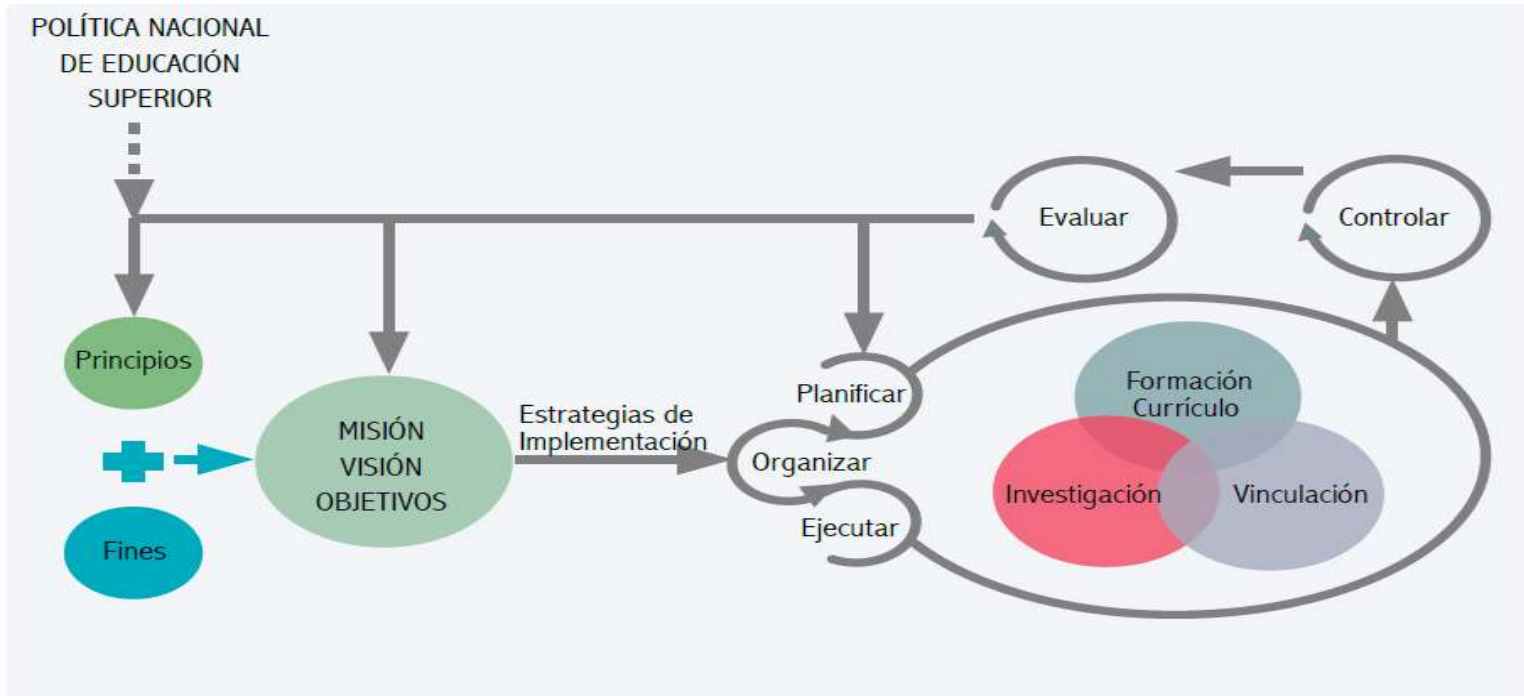 POLÍTICA NACIONAL
DE EDUCACIÓN
SUPERIOR
Evaluar
Controlar
Principios
Fines
MISIÓN
VISIÓN
OBJETIVOS
Estrategias de
Implementación
Planificar
Organizar
Ejecutar
Formación
Currículo
Investigación
Vinculación